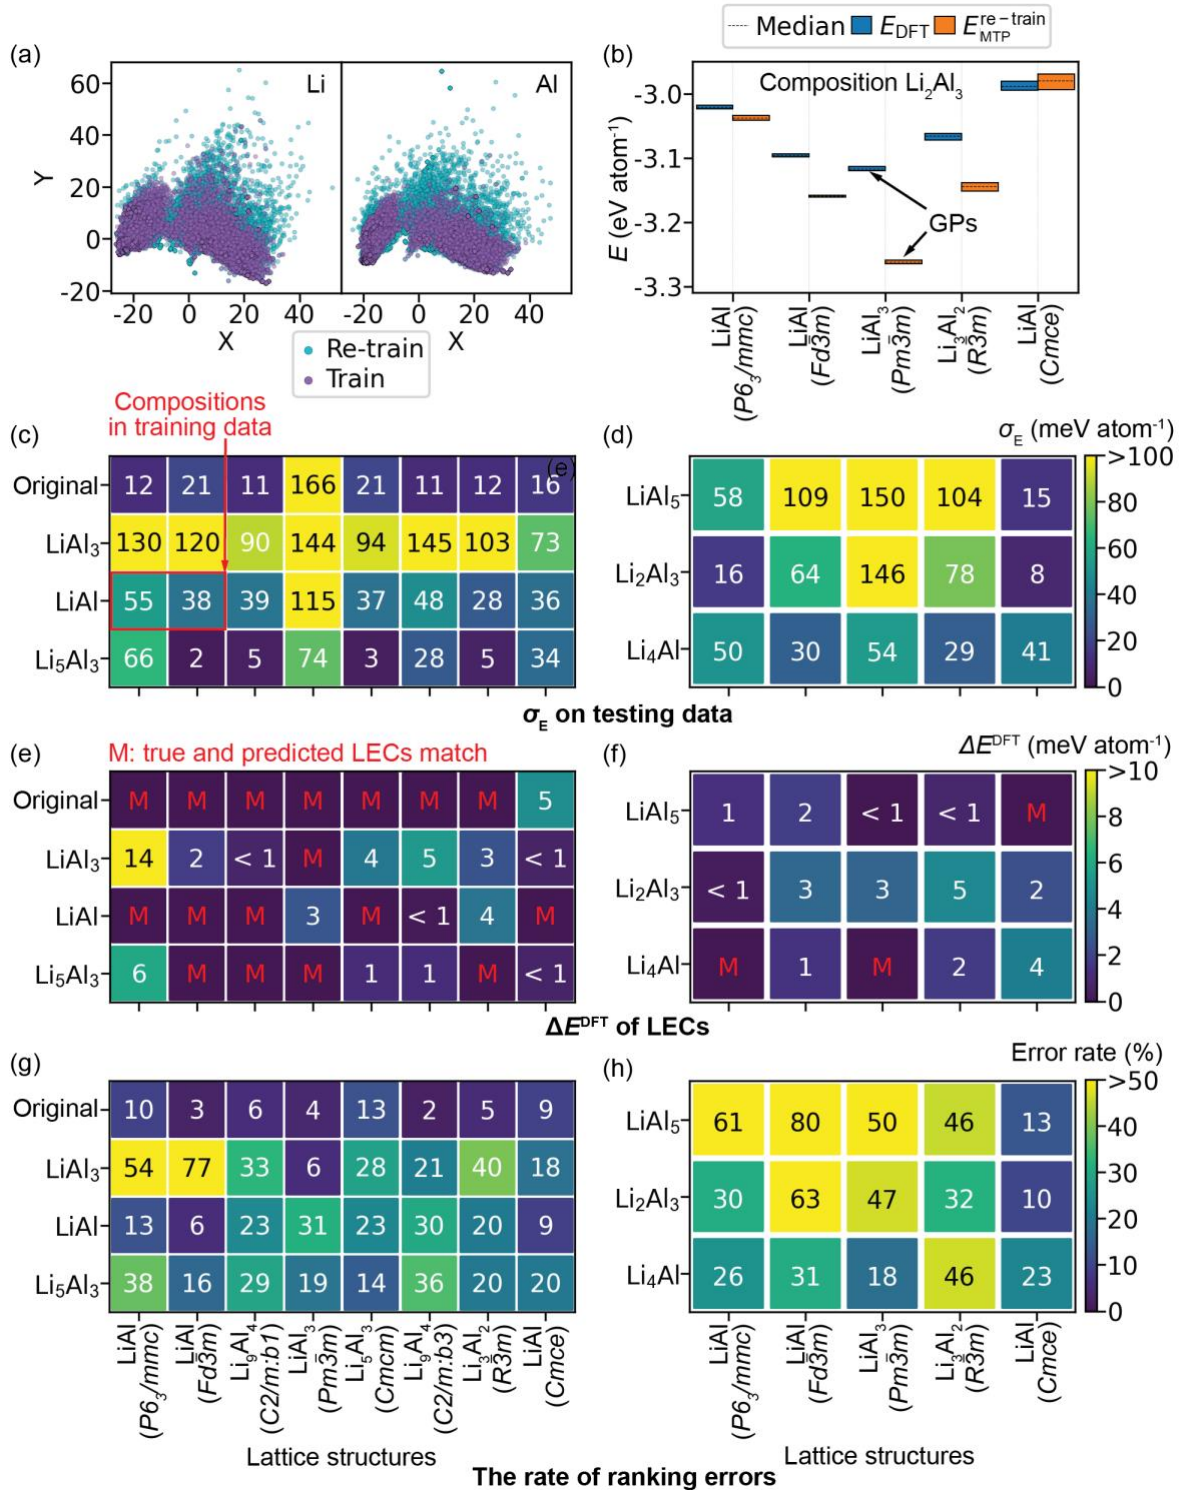 Median E_DFT E_MTP^re-train
(a)
60
40
20
0
-20
Y
Li
Al
-20 0 20 40 -20 0 20 40
X X
Re-train
Train
(b)
Composition Li2Al3
-3.0
-3.1
-3.2
-3.3
E (eV atom-1)
GPs
LiAl (P6_3/mmc)
LiAl (Fd3̄m)
LiAl3 (Pm3̄m)
Li3Al2 (R3̄m)
LiAl (Cmce)
Compositions
in training data
(c)
(e)
Original 12 21 11 166 21 11 12 16
LiAl3 130 120 90 144 94 145 103 73
LiAl 55 38 39 115 37 48 28 36
Li5Al3 66 2 5 74 3 28 5 34
(d)
σE (meV atom-1)
LiAl5 58 109 150 104 15
Li2Al3 16 64 146 78 8
Li4Al 50 30 54 29 41
>100
80
60
40
20
0
σE on testing data
(e) M: true and predicted LECs match
Original M M M M M M M 5
LiAl3 14 2 < 1 M 4 5 3 < 1
LiAl M M M 3 M < 1 4 M
Li5Al3 6 M M M 1 1 M < 1
(f)
ΔE^DFT (meV atom-1)
LiAl5 1 2 < 1 < 1 M
Li2Al3 < 1 3 3 5 2
Li4Al M 1 M 2 4
>10
8
6
4
2
0
ΔE^DFT of LECs
(g)
Original 10 3 6 4 13 2 5 9
LiAl3 54 77 33 6 28 21 40 18
LiAl 13 6 23 31 23 30 20 9
Li5Al3 38 16 29 19 14 36 20 20
LiAl (P6_3/mmc)
LiAl (Fd3̄m)
Li9Al4 (C2/m:b1)
LiAl3 (Pm3̄m)
Li5Al3 (Cmcm)
Li9Al4 (C2/m:b3)
Li3Al2 (R3̄m)
LiAl (Cmce)
Lattice structures
(h)
Error rate (%)
LiAl5 61 80 50 46 13
Li2Al3 30 63 47 32 10
Li4Al 26 31 18 46 23
>50
40
30
20
10
0
LiAl (P6_3/mmc)
LiAl (Fd3̄m)
LiAl3 (Pm3̄m)
Li3Al2 (R3̄m)
LiAl (Cmce)
Lattice structures
The rate of ranking errors